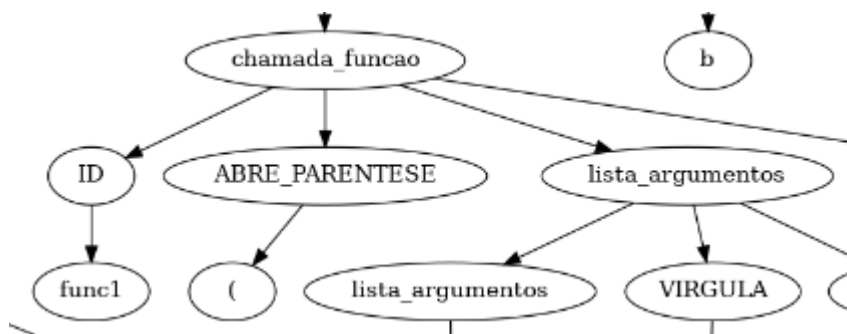 chamada_funcao b
ID ABRE_PARENTESE lista_argumentos
func1 ( lista_argumentos VIRGULA